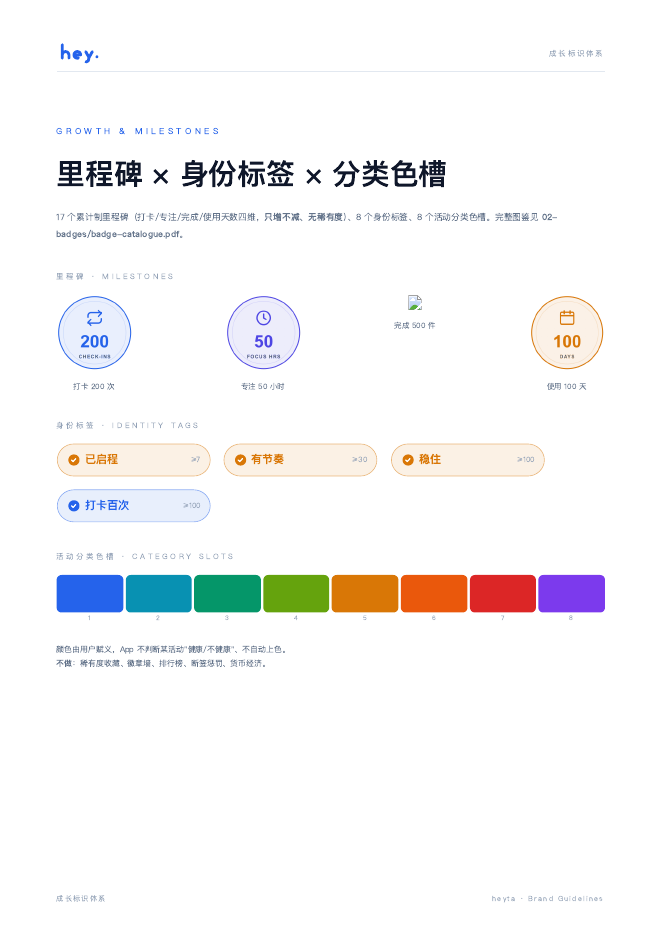 hey.
成长标识体系
GROWTH & MILESTONES
里程碑 × 身份标签 × 分类色槽
17 个累计制里程碑（打卡/专注/完成/使用天数四维，只增不减、无稀有度）、8 个身份标签、8 个活动分类色槽。完整图鉴见 02-
badges/badge-catalogue.pdf。
里程碑 · MILESTONES
200
CHECK-INS
打卡 200 次
50
FOCUS HRS
专注 50 小时
完成 500 件
100
DAYS
使用 100 天
身份标签 · IDENTITY TAGS
已启程 ≥7
有节奏 ≥30
稳住 ≥100
打卡百次 ≥100
活动分类色槽 · CATEGORY SLOTS
1 2 3 4 5 6 7 8
颜色由用户赋义，App 不判断某活动"健康/不健康"、不自动上色。
不做：稀有度收藏、徽章墙、排行榜、断签惩罚、货币经济。
成长标识体系
heyta · Brand Guidelines